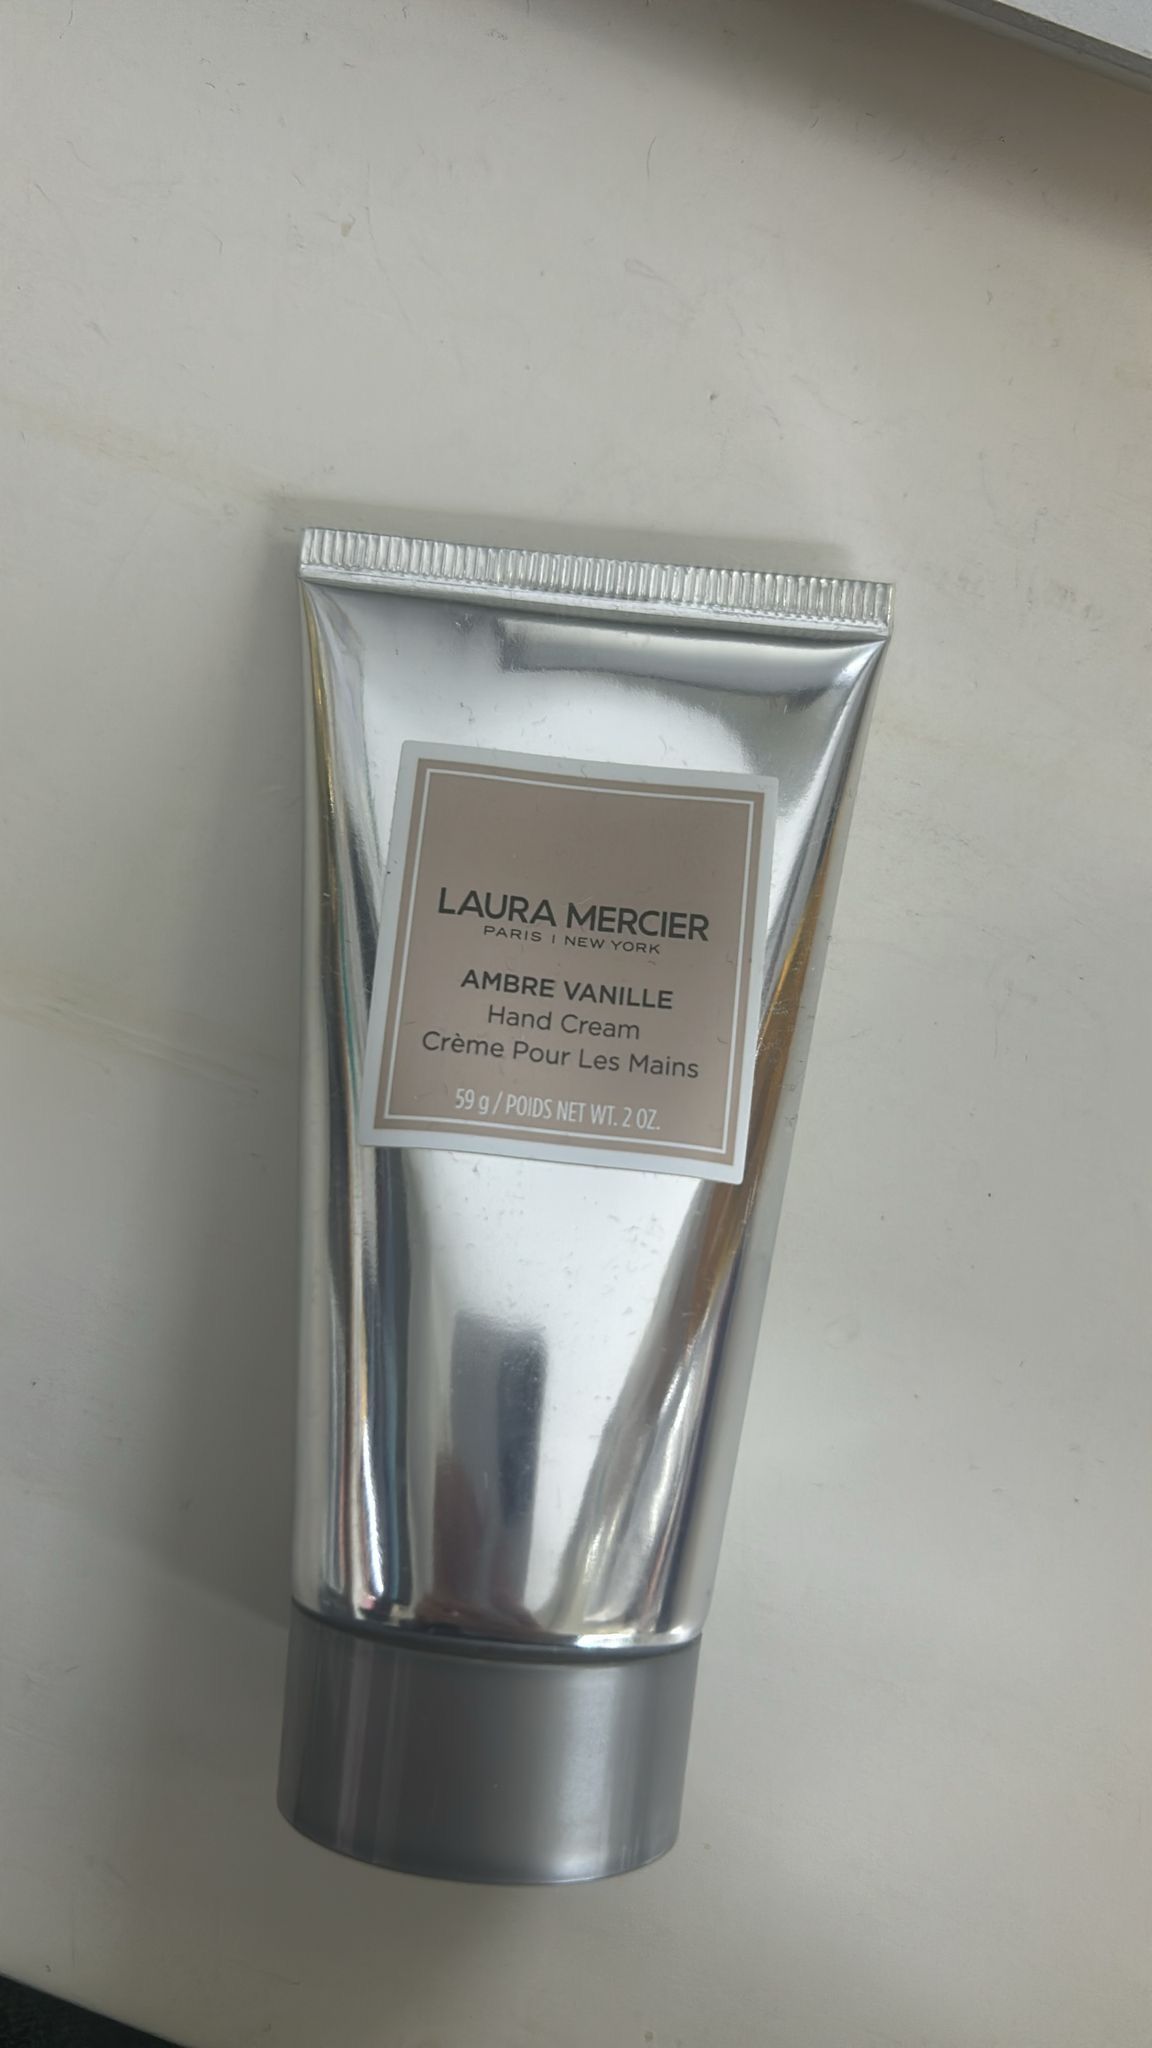 LAURA MERCIER
PARIS | NEW YORK
AMBRE VANILLE
Hand Cream
Crème Pour Les Mains
59 g / POIDS NET WT. 2 OZ.